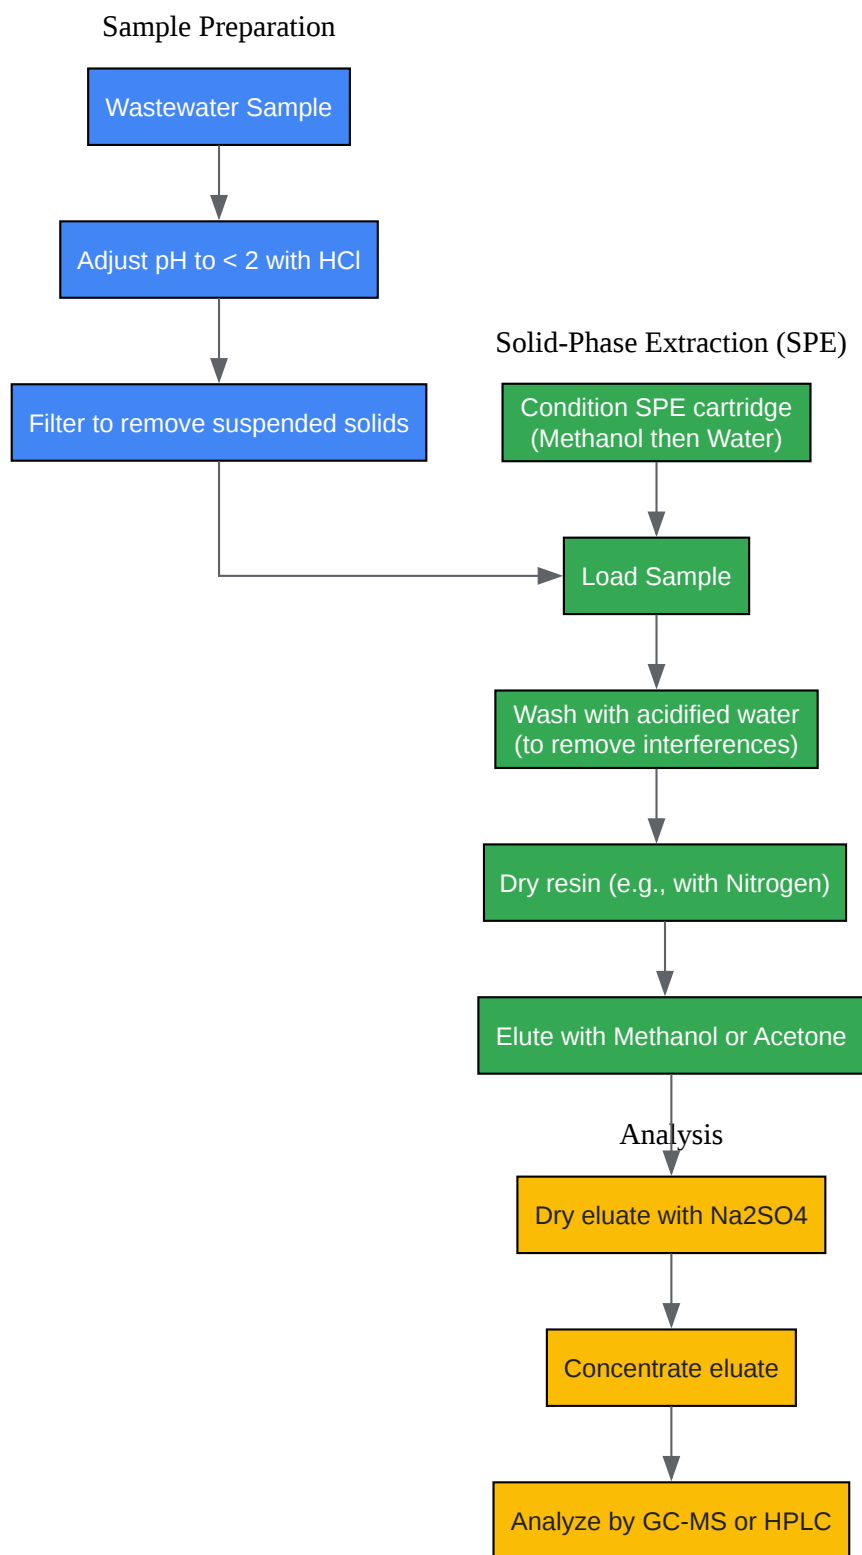 Sample Preparation
Wastewater Sample
Adjust pH to < 2 with HCl
Filter to remove suspended solids
Solid-Phase Extraction (SPE)
Condition SPE cartridge
(Methanol then Water)
Load Sample
Wash with acidified water
(to remove interferences)
Dry resin (e.g., with Nitrogen)
Elute with Methanol or Acetone
Analysis
Dry eluate with Na2SO4
Concentrate eluate
Analyze by GC-MS or HPLC